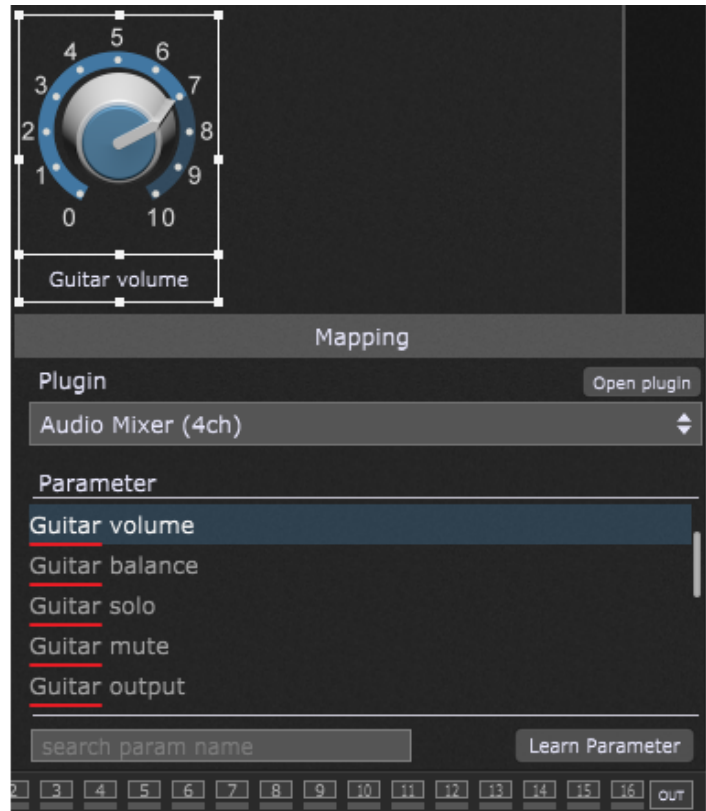 5
4 6
3 7
2 8
1 9
0 10
Guitar volume
Mapping
Plugin Open plugin
Audio Mixer (4ch)
Parameter
Guitar volume
Guitar balance
Guitar solo
Guitar mute
Guitar output
search param name Learn Parameter
2 3 4 5 6 7 8 9 10 11 12 13 14 15 16 OUT